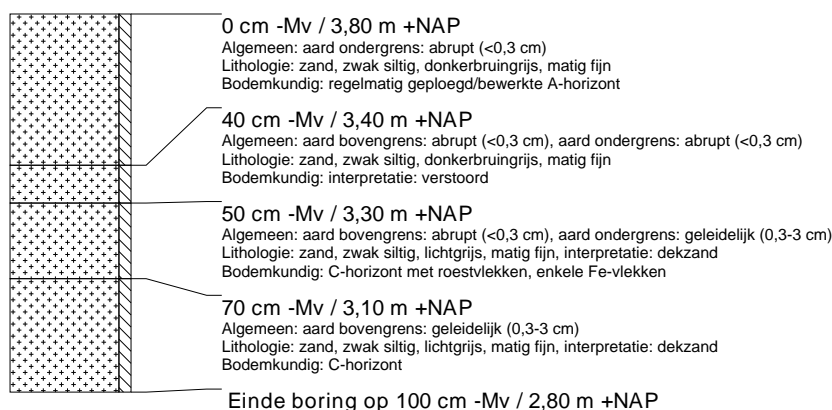 0 cm -Mv / 3,80 m +NAP
Algemeen: aard ondergrens: abrupt (<0,3 cm)
Lithologie: zand, zwak siltig, donkerbruingrijs, matig fijn
Bodemkundig: regelmatig geploegd/bewerkte A-horizont
40 cm -Mv / 3,40 m +NAP
Algemeen: aard bovengrens: abrupt (<0,3 cm), aard ondergrens: abrupt (<0,3 cm)
Lithologie: zand, zwak siltig, donkerbruingrijs, matig fijn
Bodemkundig: interpretatie: verstoord
50 cm -Mv / 3,30 m +NAP
Algemeen: aard bovengrens: abrupt (<0,3 cm), aard ondergrens: geleidelijk (0,3-3 cm)
Lithologie: zand, zwak siltig, lichtgrijs, matig fijn, interpretatie: dekzand
Bodemkundig: C-horizont met roestvlekken, enkele Fe-vlekken
70 cm -Mv / 3,10 m +NAP
Algemeen: aard bovengrens: geleidelijk (0,3-3 cm)
Lithologie: zand, zwak siltig, lichtgrijs, matig fijn, interpretatie: dekzand
Bodemkundig: C-horizont
Einde boring op 100 cm -Mv / 2,80 m +NAP